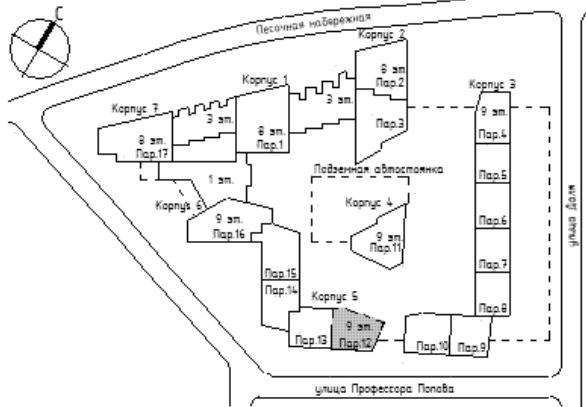 С
Песочная набережная
Корпус 2
8 эт.
Пар.2
Корпус 1
Корпус 3
Корпус 7
3 эт.
3 эт.
9 эт.
8 эт.
Пар.17
8 эт.
Пар.1
Пар.3
Пар.4
Подземная автостоянка
1 эт.
Пар.5
Корпус 6
Корпус 4
9 эт.
Пар.16
9 эт.
Пар.11
Пар.6
улица
Пар.15
Пар.7
Пар.14
Корпус 5
Пар.8
9 эт.
Пар.13
Пар.12
Пар.10
Пар.9
улица Профессора Попова